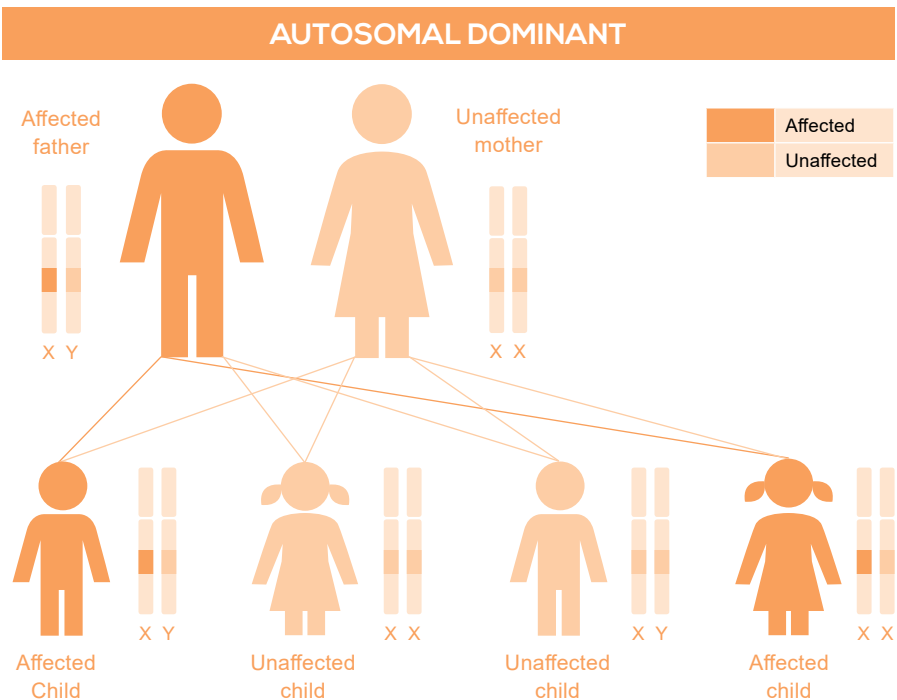 AUTOSOMAL DOMINANT
Affected
father
Unaffected
mother
Affected
Unaffected
X Y
X X
X Y
X X
X Y
X X
Affected
Child
Unaffected
child
Unaffected
child
Affected
child